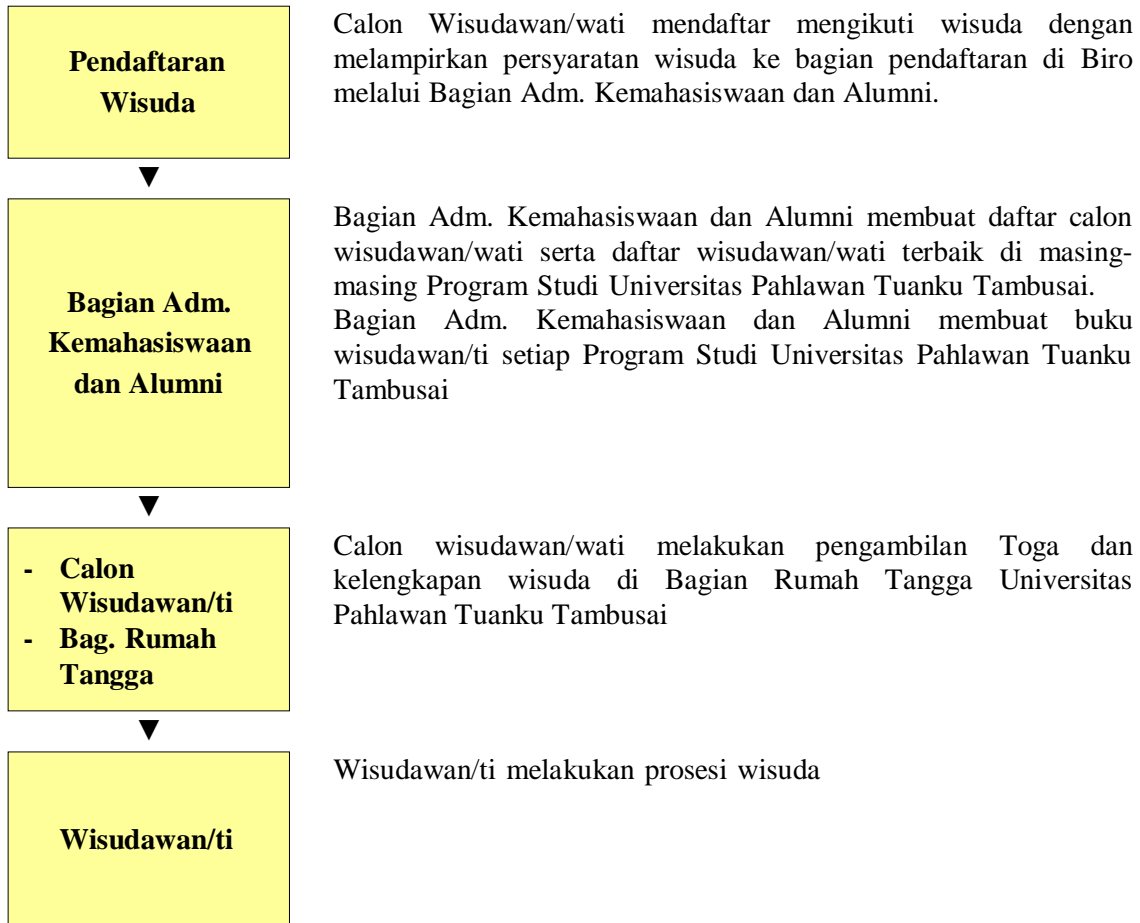 Pendaftaran
Wisuda
Calon Wisudawan/wati mendaftar mengikuti wisuda dengan
melampirkan persyaratan wisuda ke bagian pendaftaran di Biro
melalui Bagian Adm. Kemahasiswaan dan Alumni.
Bagian Adm.
Kemahasiswaan
dan Alumni
Bagian Adm. Kemahasiswaan dan Alumni membuat daftar calon
wisudawan/wati serta daftar wisudawan/wati terbaik di masing-
masing Program Studi Universitas Pahlawan Tuanku Tambusai.
Bagian Adm. Kemahasiswaan dan Alumni membuat buku
wisudawan/ti setiap Program Studi Universitas Pahlawan Tuanku
Tambusai
- Calon
Wisudawan/ti
- Bag. Rumah
Tangga
Calon wisudawan/wati melakukan pengambilan Toga dan
kelengkapan wisuda di Bagian Rumah Tangga Universitas
Pahlawan Tuanku Tambusai
Wisudawan/ti
Wisudawan/ti melakukan prosesi wisuda